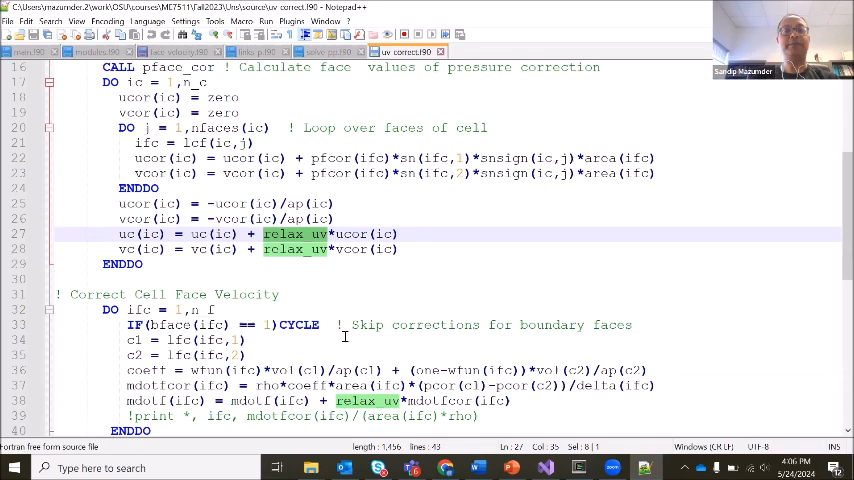 C:\Users\mazumder.2\work\OSU\Encodings\ME7511\Fall2023\Uns\source\uv_correct.f90 - Notepad++
File Edit Search View Encoding Language Settings Tools Macro Run Plugins Window ?
main.f90 modules.f90 face_velocity.f90 links_p.f90 solve_pc.f90 uv_correct.f90
Sandip Mazumder
16 CALL pface_cor ! Calculate face values of pressure correction
17 DO ic = 1,n_c
18 ucor(ic) = zero
19 vcor(ic) = zero
20 DO j = 1,nfaces(ic) ! Loop over faces of cell
21 ifc = lcf(ic,j)
22 ucor(ic) = ucor(ic) + pfcor(ifc)*sn(ifc,1)*snsign(ic,j)*area(ifc)
23 vcor(ic) = vcor(ic) + pfcor(ifc)*sn(ifc,2)*snsign(ic,j)*area(ifc)
24 ENDDO
25 ucor(ic) = -ucor(ic)/ap(ic)
26 vcor(ic) = -vcor(ic)/ap(ic)
27 uc(ic) = uc(ic) + relax_uv*ucor(ic)
28 vc(ic) = vc(ic) + relax_uv*vcor(ic)
29 ENDDO
30
31 ! Correct Cell Face Velocity
32 DO ifc = 1,n_f
33 IF(bface(ifc) == 1)CYCLE ! Skip corrections for boundary faces
34 c1 = lfc(ifc,1)
35 c2 = lfc(ifc,2)
36 coeff = wfun(ifc)*vol(c1)/ap(c1) + (one-wfun(ifc))*vol(c2)/ap(c2)
37 mdotfcor(ifc) = rho*coeff*area(ifc)*(pcor(c1)-pcor(c2))/delta(ifc)
38 mdotf(ifc) = mdotf(ifc) + relax_uv*mdotfcor(ifc)
39 !print *, ifc, mdotfcor(ifc)/(area(ifc)*rho)
40 ENDDO
Fortran free form source file length : 1,456 lines : 43 Ln : 27 Col : 35 Sel : 8 | 1 Windows (CR LF) UTF-8 INS
Type here to search
4:06 PM
5/24/2024